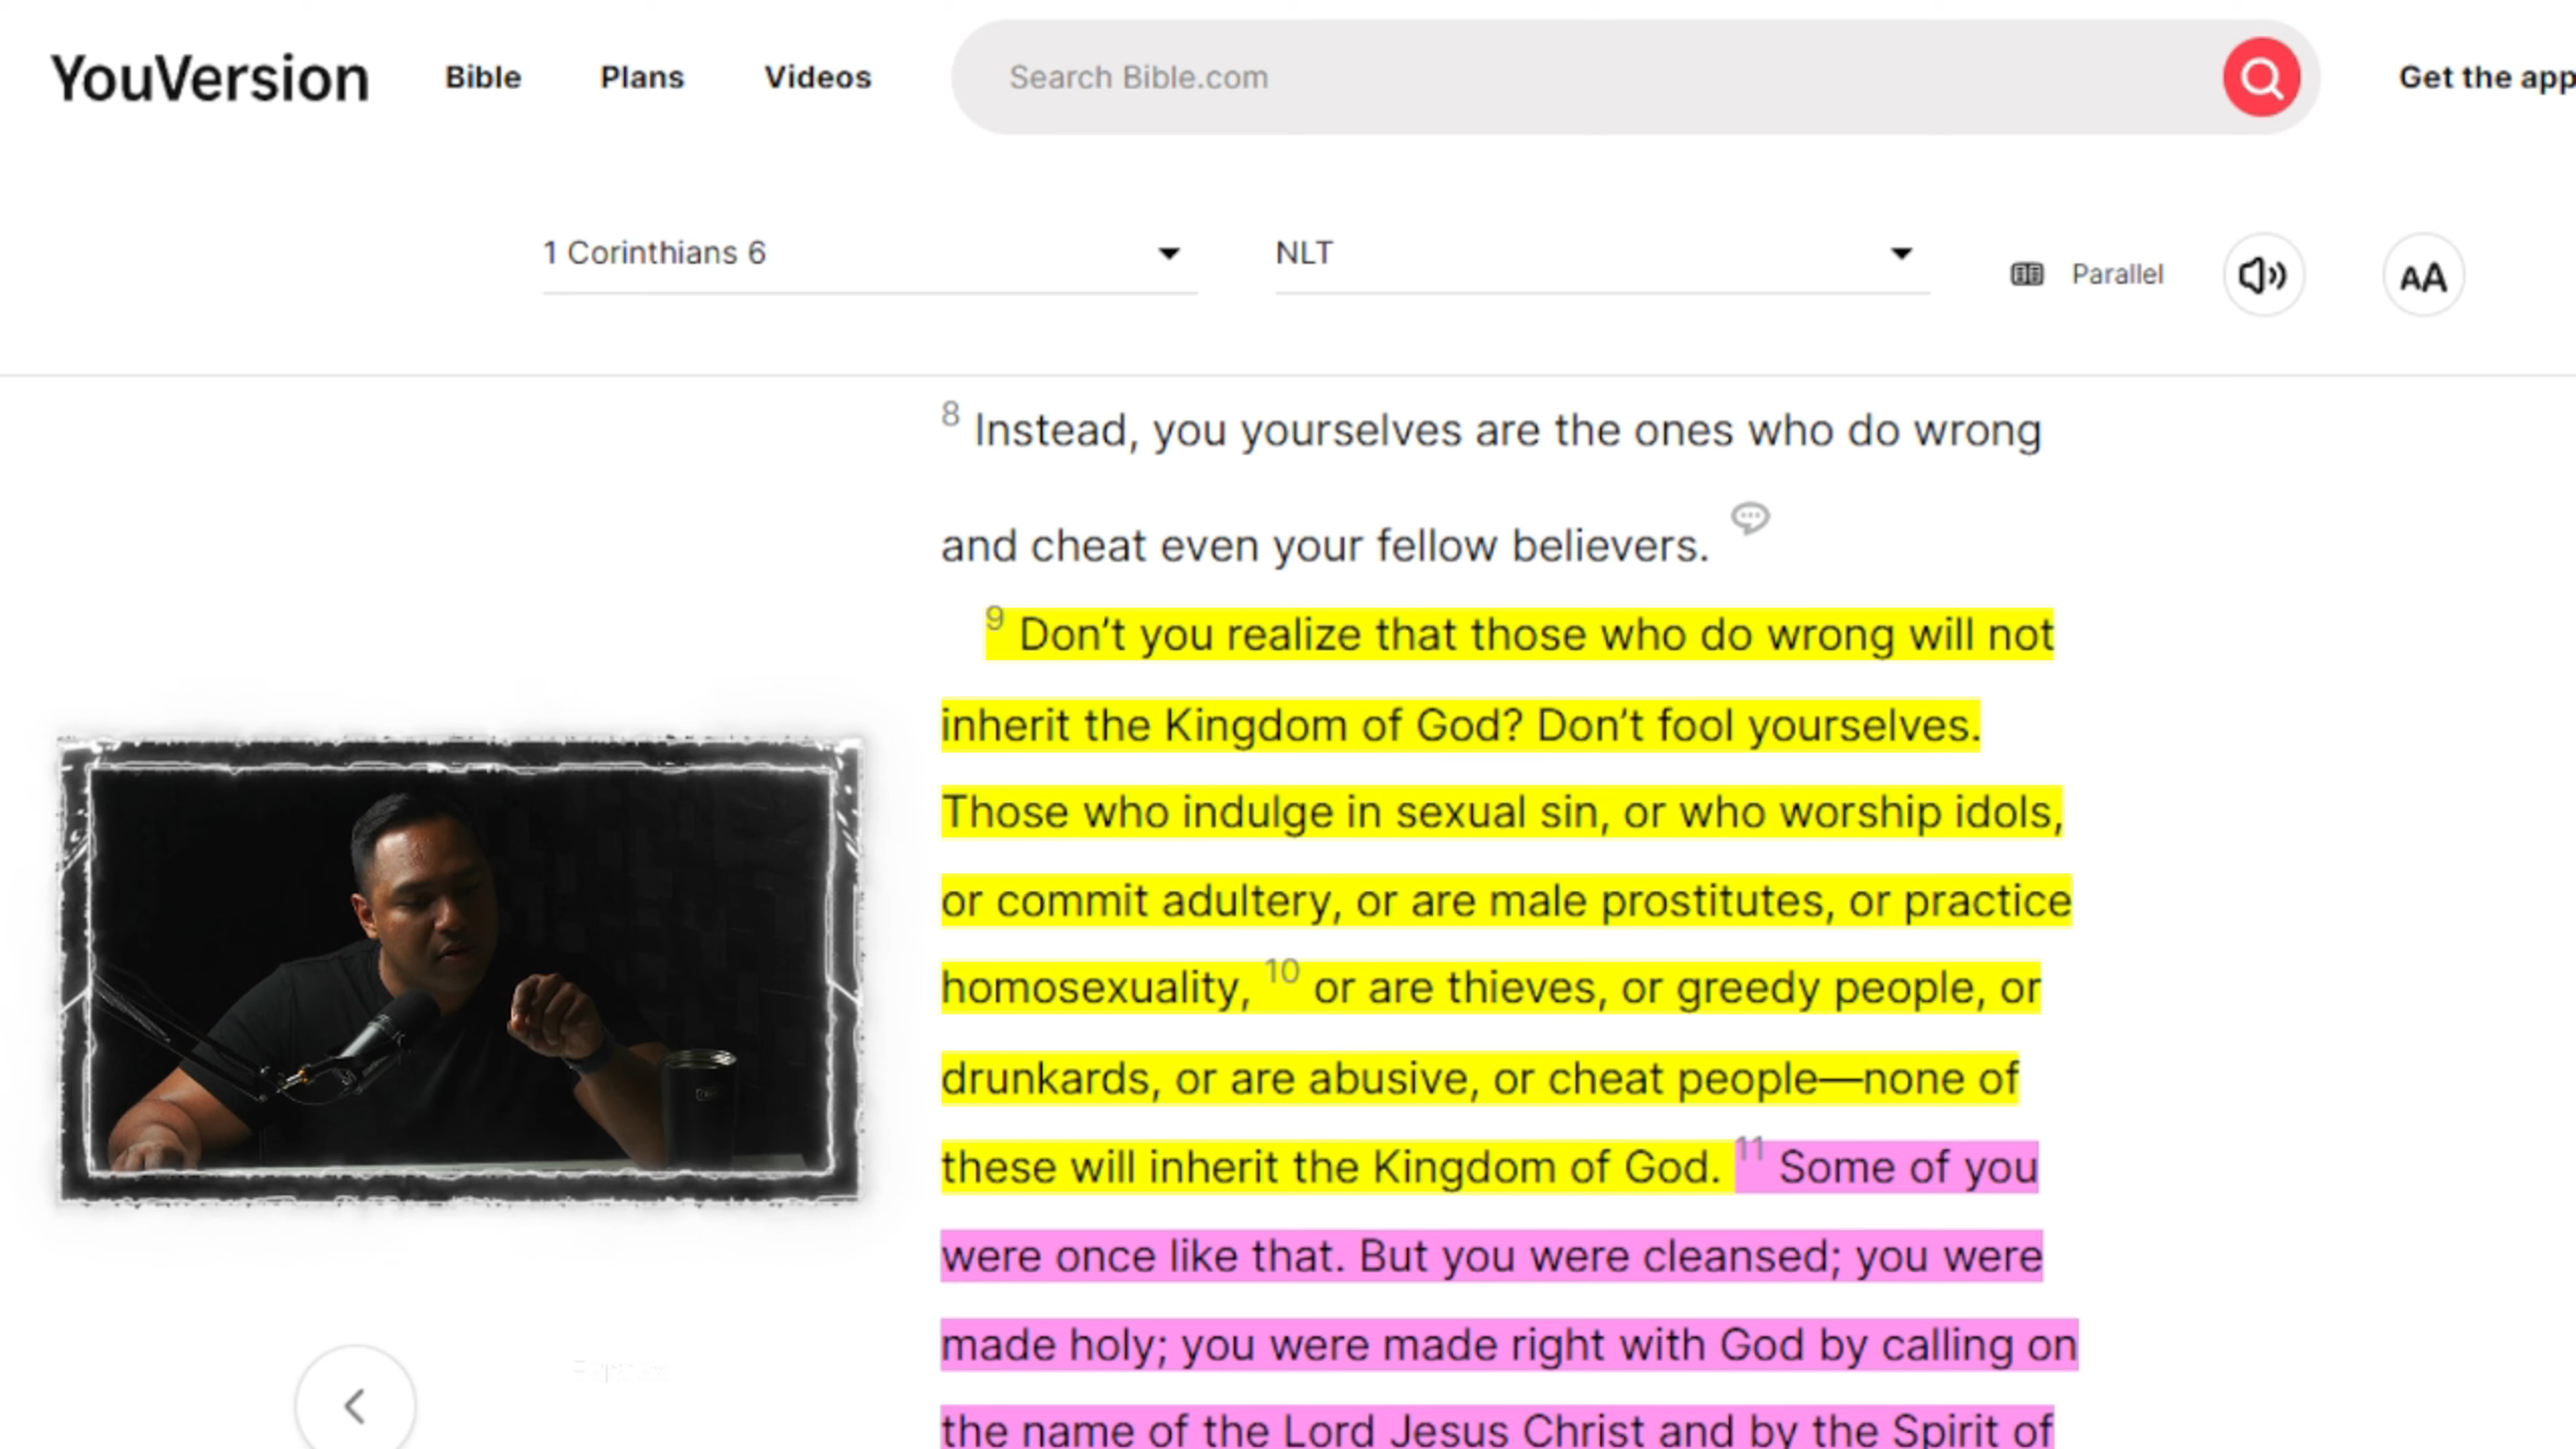 YouVersion Bible Plans Videos Search Bible.com Get the app
1 Corinthians 6 NLT Parallel AA
8 Instead, you yourselves are the ones who do wrong
and cheat even your fellow believers.
9 Don’t you realize that those who do wrong will not
inherit the Kingdom of God? Don’t fool yourselves.
Those who indulge in sexual sin, or who worship idols,
or commit adultery, or are male prostitutes, or practice
homosexuality, 10 or are thieves, or greedy people, or
drunkards, or are abusive, or cheat people—none of
these will inherit the Kingdom of God. 11 Some of you
were once like that. But you were cleansed; you were
made holy; you were made right with God by calling on
the name of the Lord Jesus Christ and by the Spirit of